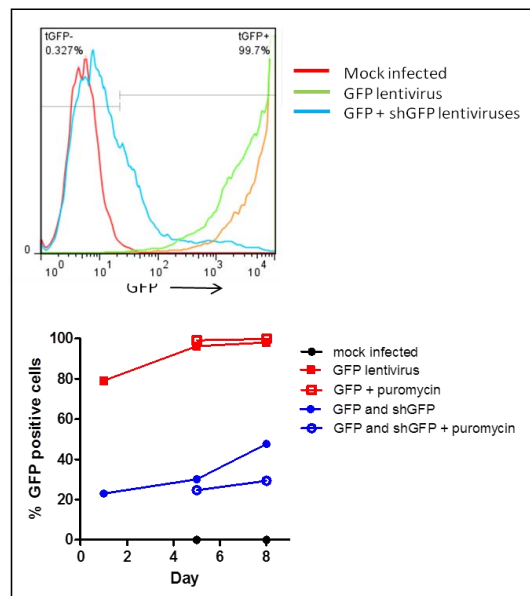 tGFP- tGFP+
0.327% 99.7%
Mock infected
GFP lentivirus
GFP + shGFP lentiviruses
0
10^0 10^1 10^2 10^3 10^4
GFP
100
80
60
40
20
0
0 2 4 6 8
% GFP positive cells
Day
mock infected
GFP lentivirus
GFP + puromycin
GFP and shGFP
GFP and shGFP + puromycin